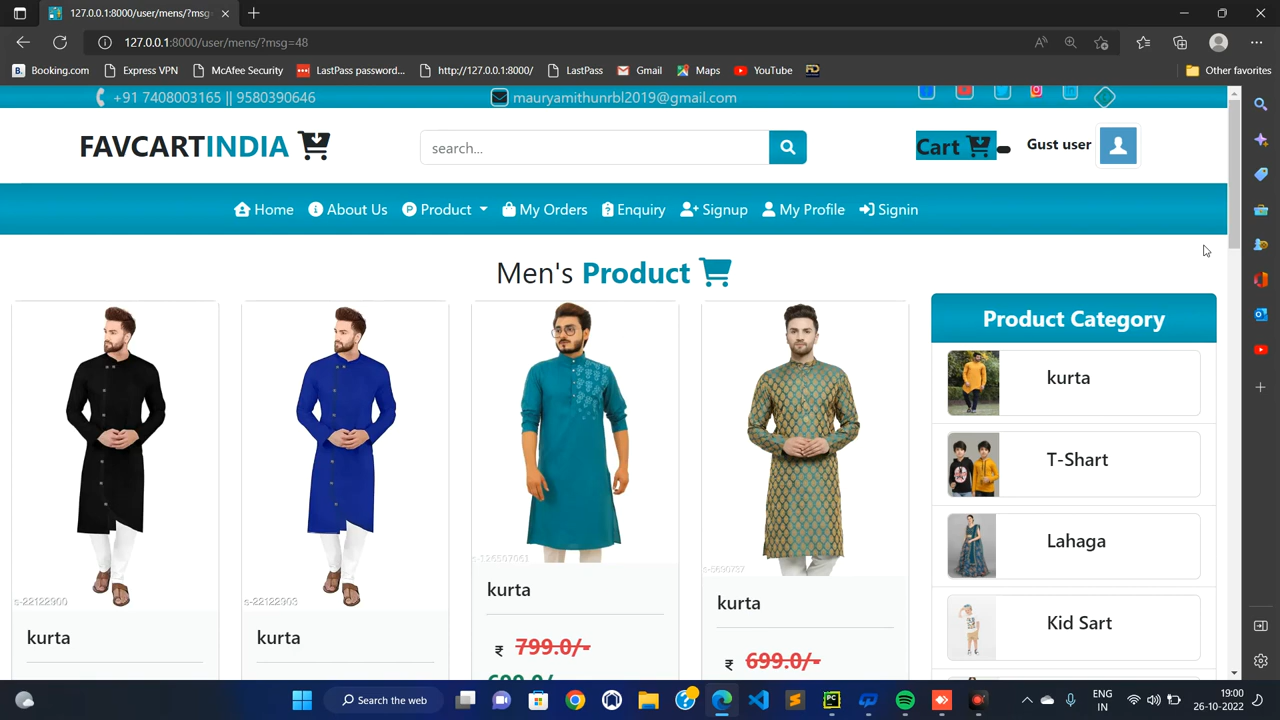 127.0.0.1:8000/user/mens/?msg=
127.0.0.1:8000/user/mens/?msg=48
Booking.com Express VPN McAfee Security LastPass password... http://127.0.0.1:8000/ LastPass Gmail Maps YouTube Other favorites
+91 7408003165 || 9580390646 mauryamithunrbl2019@gmail.com
FAVCARTINDIA search... Cart Gust user
Home About Us Product My Orders Enquiry Signup My Profile Signin
Men's Product
Product Category
kurta
T-Shart
Lahaga
Kid Sart
s-22122900 s-22122903 s-126597061 s-5690737
kurta kurta kurta kurta
₹ 799.0/- ₹ 699.0/-
Search the web
ENG
IN
19:00
26-10-2022